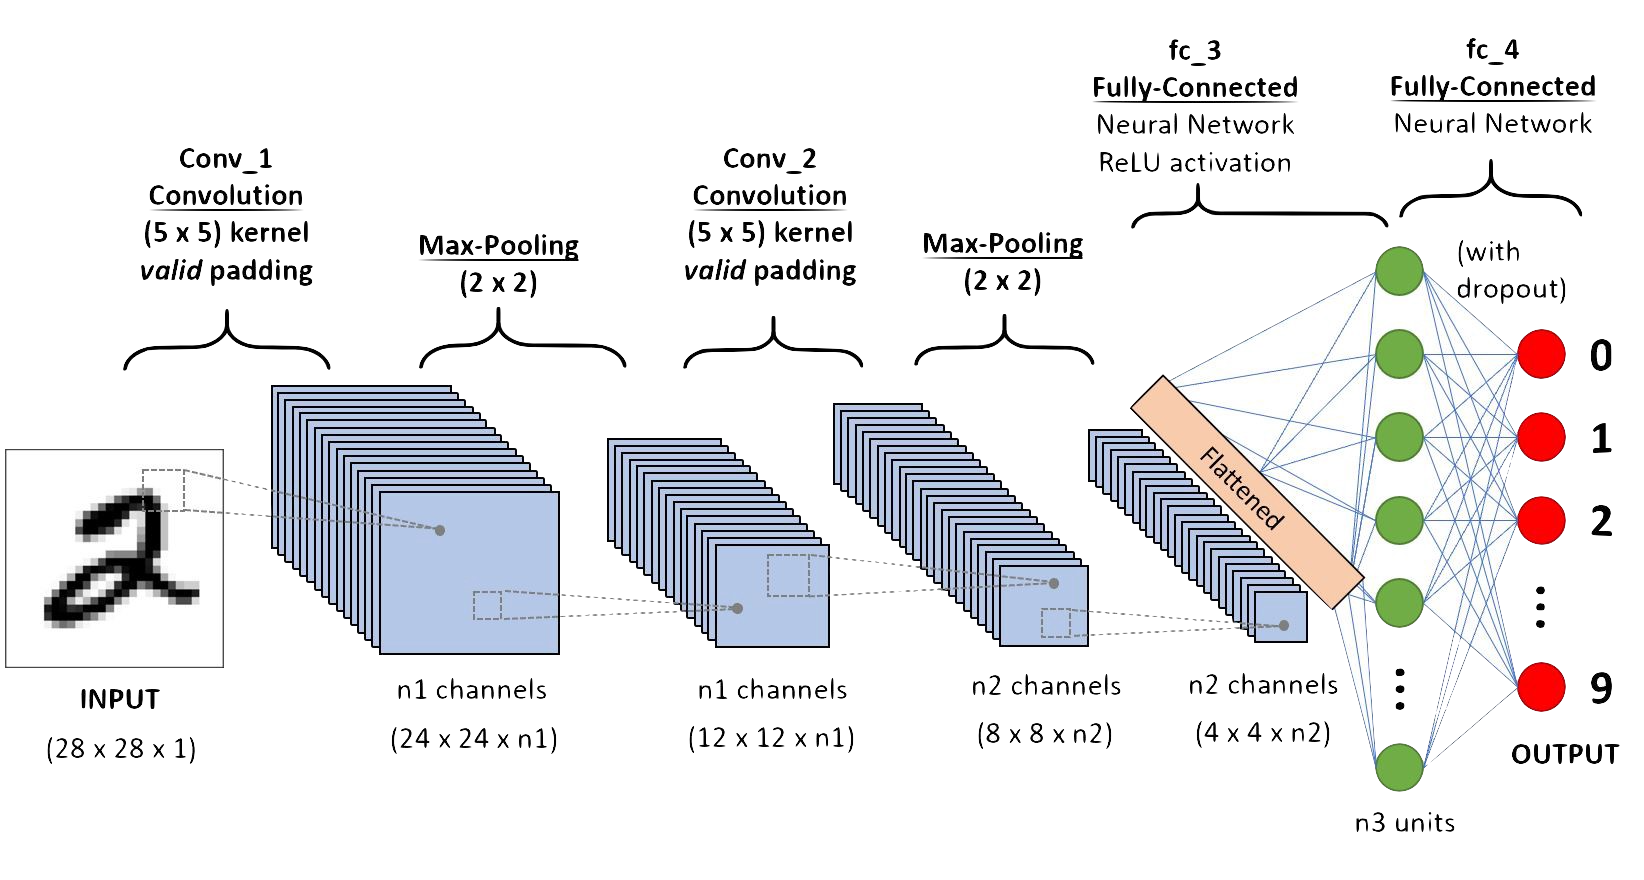 Conv_1
Convolution
(5 x 5) kernel
valid padding
Max-Pooling
(2 x 2)
Conv_2
Convolution
(5 x 5) kernel
valid padding
Max-Pooling
(2 x 2)
fc_3
Fully-Connected
Neural Network
ReLU activation
fc_4
Fully-Connected
Neural Network
(with
dropout)
Flattened
0
1
2
9
INPUT
(28 x 28 x 1)
n1 channels
(24 x 24 x n1)
n1 channels
(12 x 12 x n1)
n2 channels
(8 x 8 x n2)
n2 channels
(4 x 4 x n2)
n3 units
OUTPUT